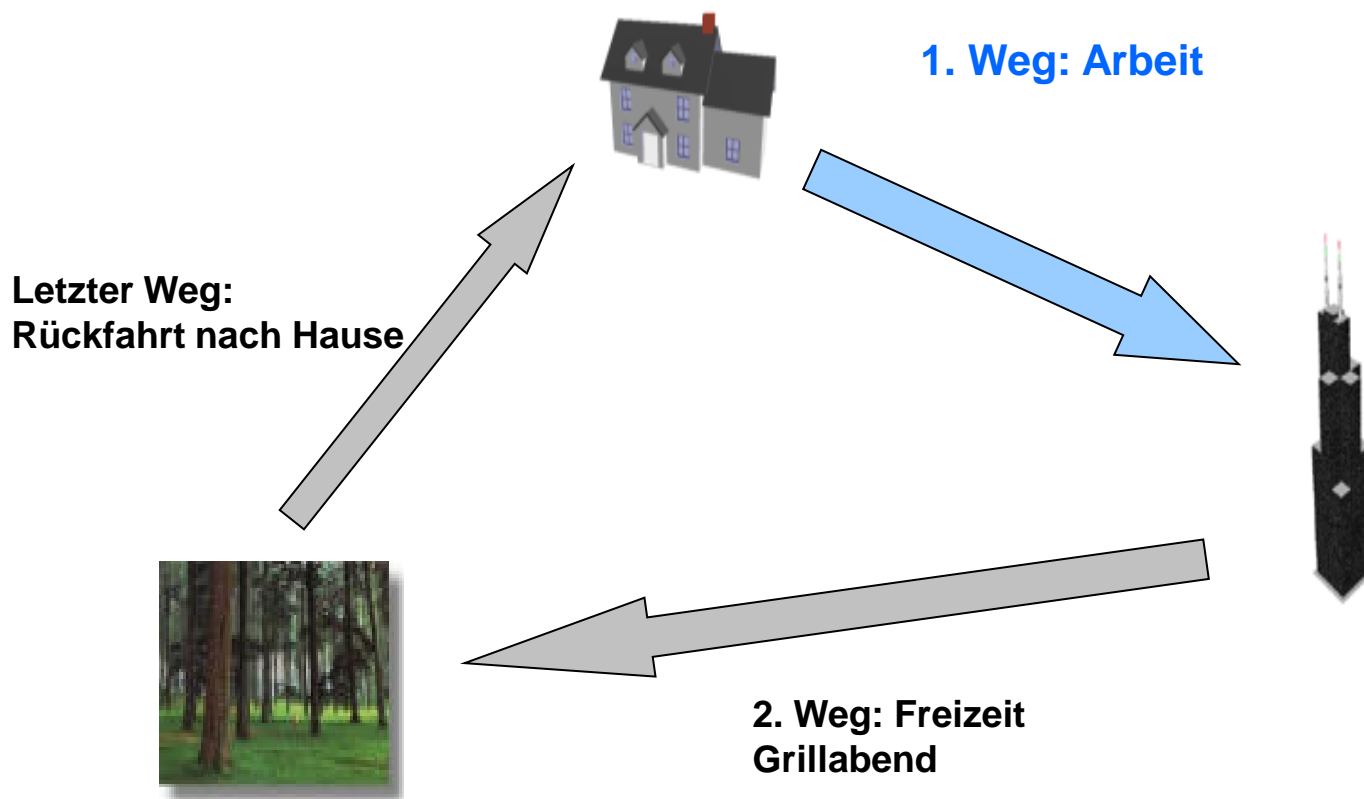 1. Weg: Arbeit
Letzter Weg:
Rückfahrt nach Hause
2. Weg: Freizeit
Grillabend